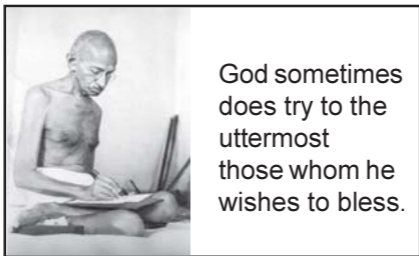 God sometimes
does try to the
uttermost
those whom he
wishes to bless.